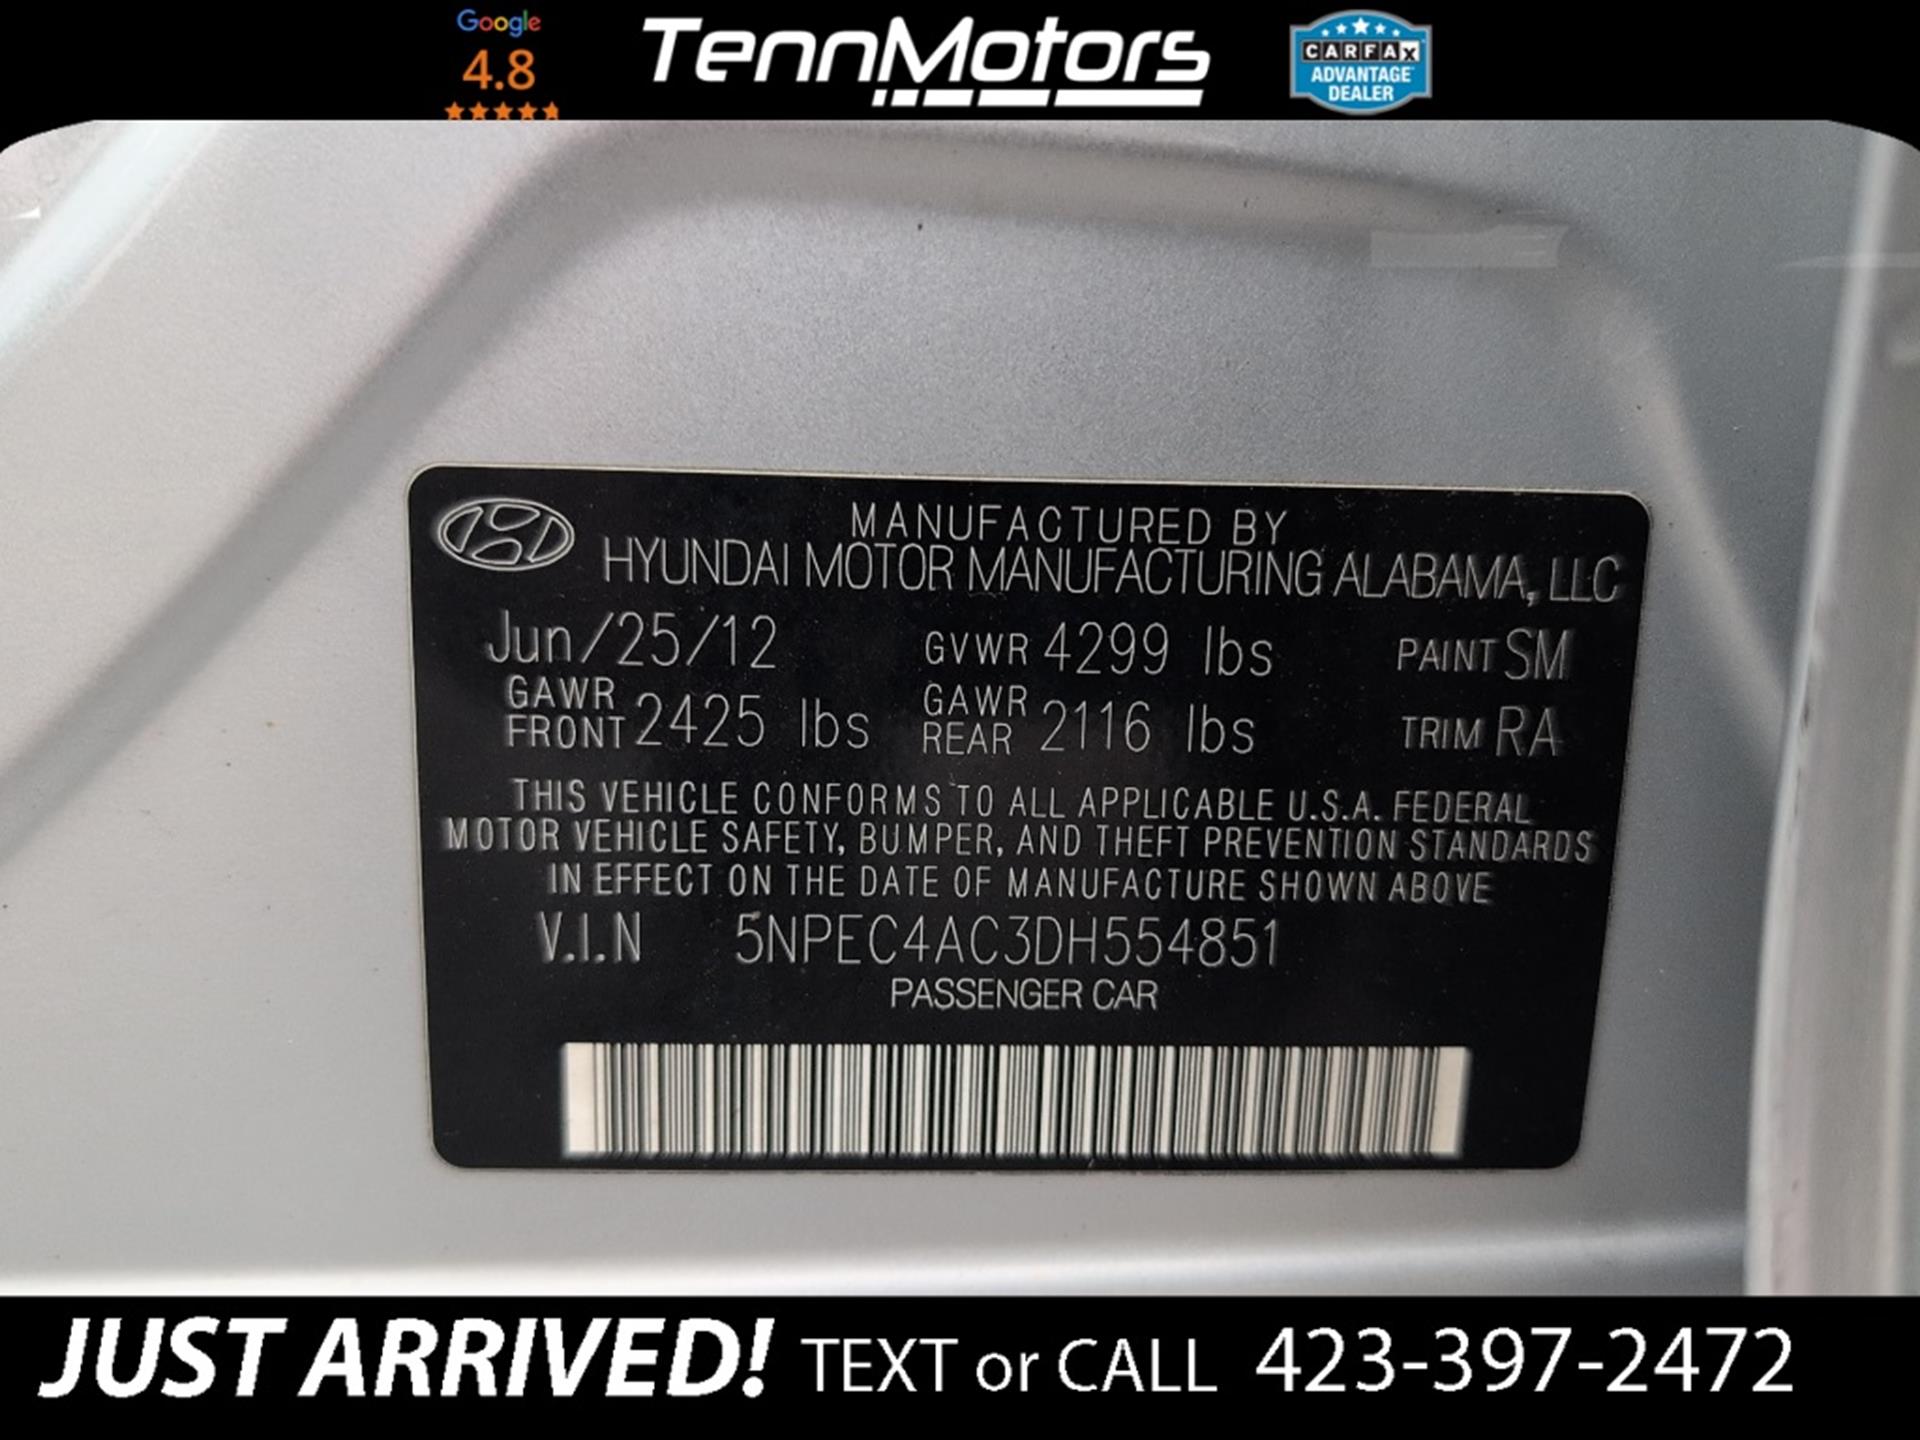 Google
4.8
TennMotors
CARFAX
ADVANTAGE
DEALER
MANUFACTURED BY
HYUNDAI MOTOR MANUFACTURING ALABAMA, LLC
Jun/25/12 GVWR 4299 lbs PAINT SM
GAWR FRONT 2425 lbs GAWR REAR 2116 lbs TRIM RA
THIS VEHICLE CONFORMS TO ALL APPLICABLE U.S.A. FEDERAL
MOTOR VEHICLE SAFETY, BUMPER, AND THEFT PREVENTION STANDARDS
IN EFFECT ON THE DATE OF MANUFACTURE SHOWN ABOVE
V.I.N 5NPEC4AC3DH554851
PASSENGER CAR
JUST ARRIVED! TEXT or CALL 423-397-2472